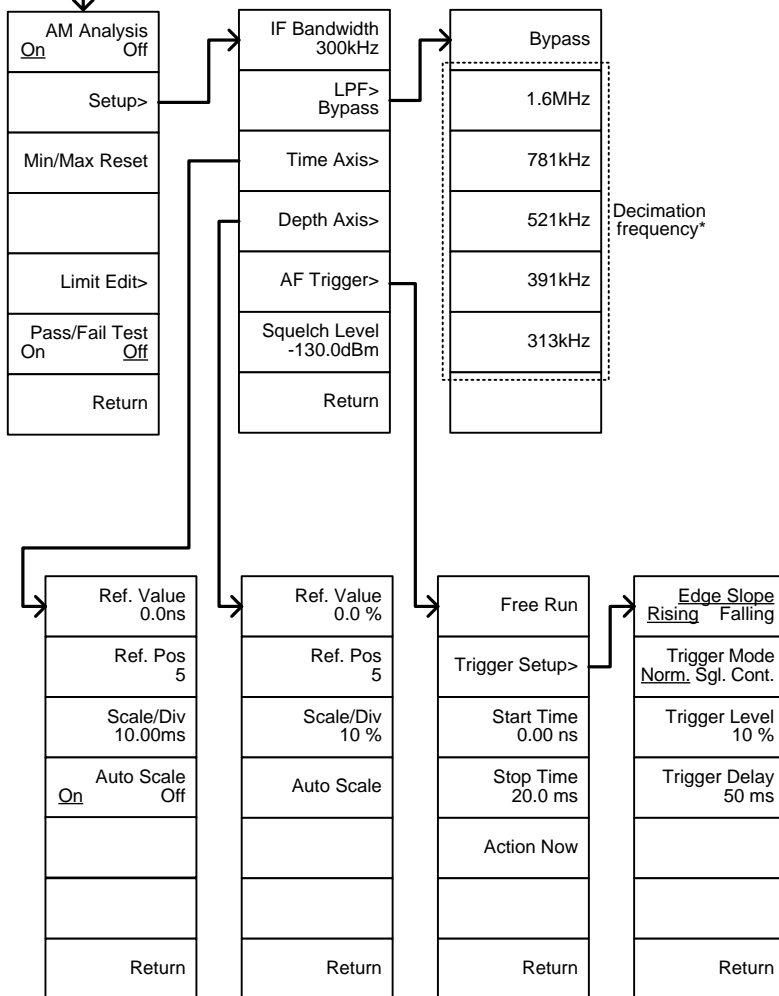 AM Analysis
On Off
Setup>
Min/Max Reset
Limit Edit>
Pass/Fail Test
On Off
Return
IF Bandwidth
300kHz
LPF>
Bypass
Time Axis>
Depth Axis>
AF Trigger>
Squelch Level
-130.0dBm
Return
Bypass
1.6MHz
781kHz
521kHz
391kHz
313kHz
Decimation
frequency*
Ref. Value
0.0ns
Ref. Pos
5
Scale/Div
10.00ms
Auto Scale
On Off
Return
Ref. Value
0.0 %
Ref. Pos
5
Scale/Div
10 %
Auto Scale
Return
Free Run
Trigger Setup>
Start Time
0.00 ns
Stop Time
20.0 ms
Action Now
Return
Edge Slope
Rising Falling
Trigger Mode
Norm. Sgl. Cont.
Trigger Level
10 %
Trigger Delay
50 ms
Return